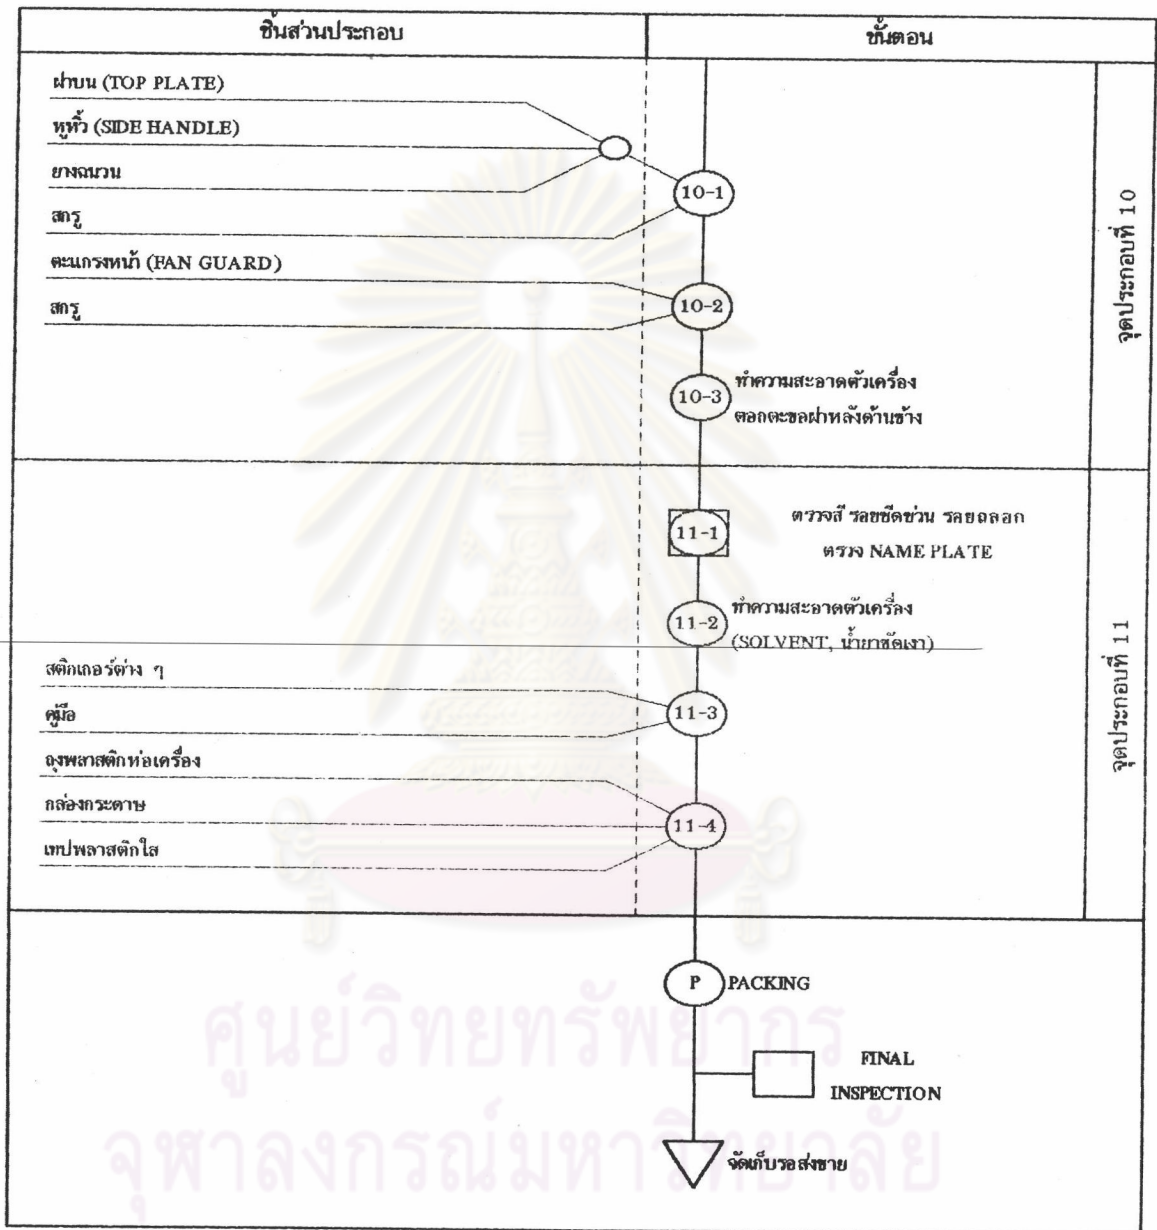 ชิ้นส่วนประกอบ
ขั้นตอน
ฝาบน (TOP PLATE)
หูหิ้ว (SIDE HANDLE)
ยางฉนวน
สกรู
10-1
ตะแกรงหน้า (FAN GUARD)
สกรู
10-2
10-3
ทำความสะอาดตัวเครื่อง
ตอกตะขอฝาหลังด้านข้าง
จุดประกอบที่ 10
11-1
ตรวจสี รอยขีดข่วน รอยถลอก
ตรวจ NAME PLATE
11-2
ทำความสะอาดตัวเครื่อง
(SOLVENT, น้ำยาขัดเงา)
สติกเกอร์ต่าง ๆ
คู่มือ
11-3
ถุงพลาสติกห่อเครื่อง
กล่องกระดาษ
เทปพลาสติกใส
11-4
จุดประกอบที่ 11
P
PACKING
FINAL
INSPECTION
จัดเก็บรอส่งขาย
ศูนย์วิทยทรัพยากร
จุฬาลงกรณ์มหาวิทยาลัย